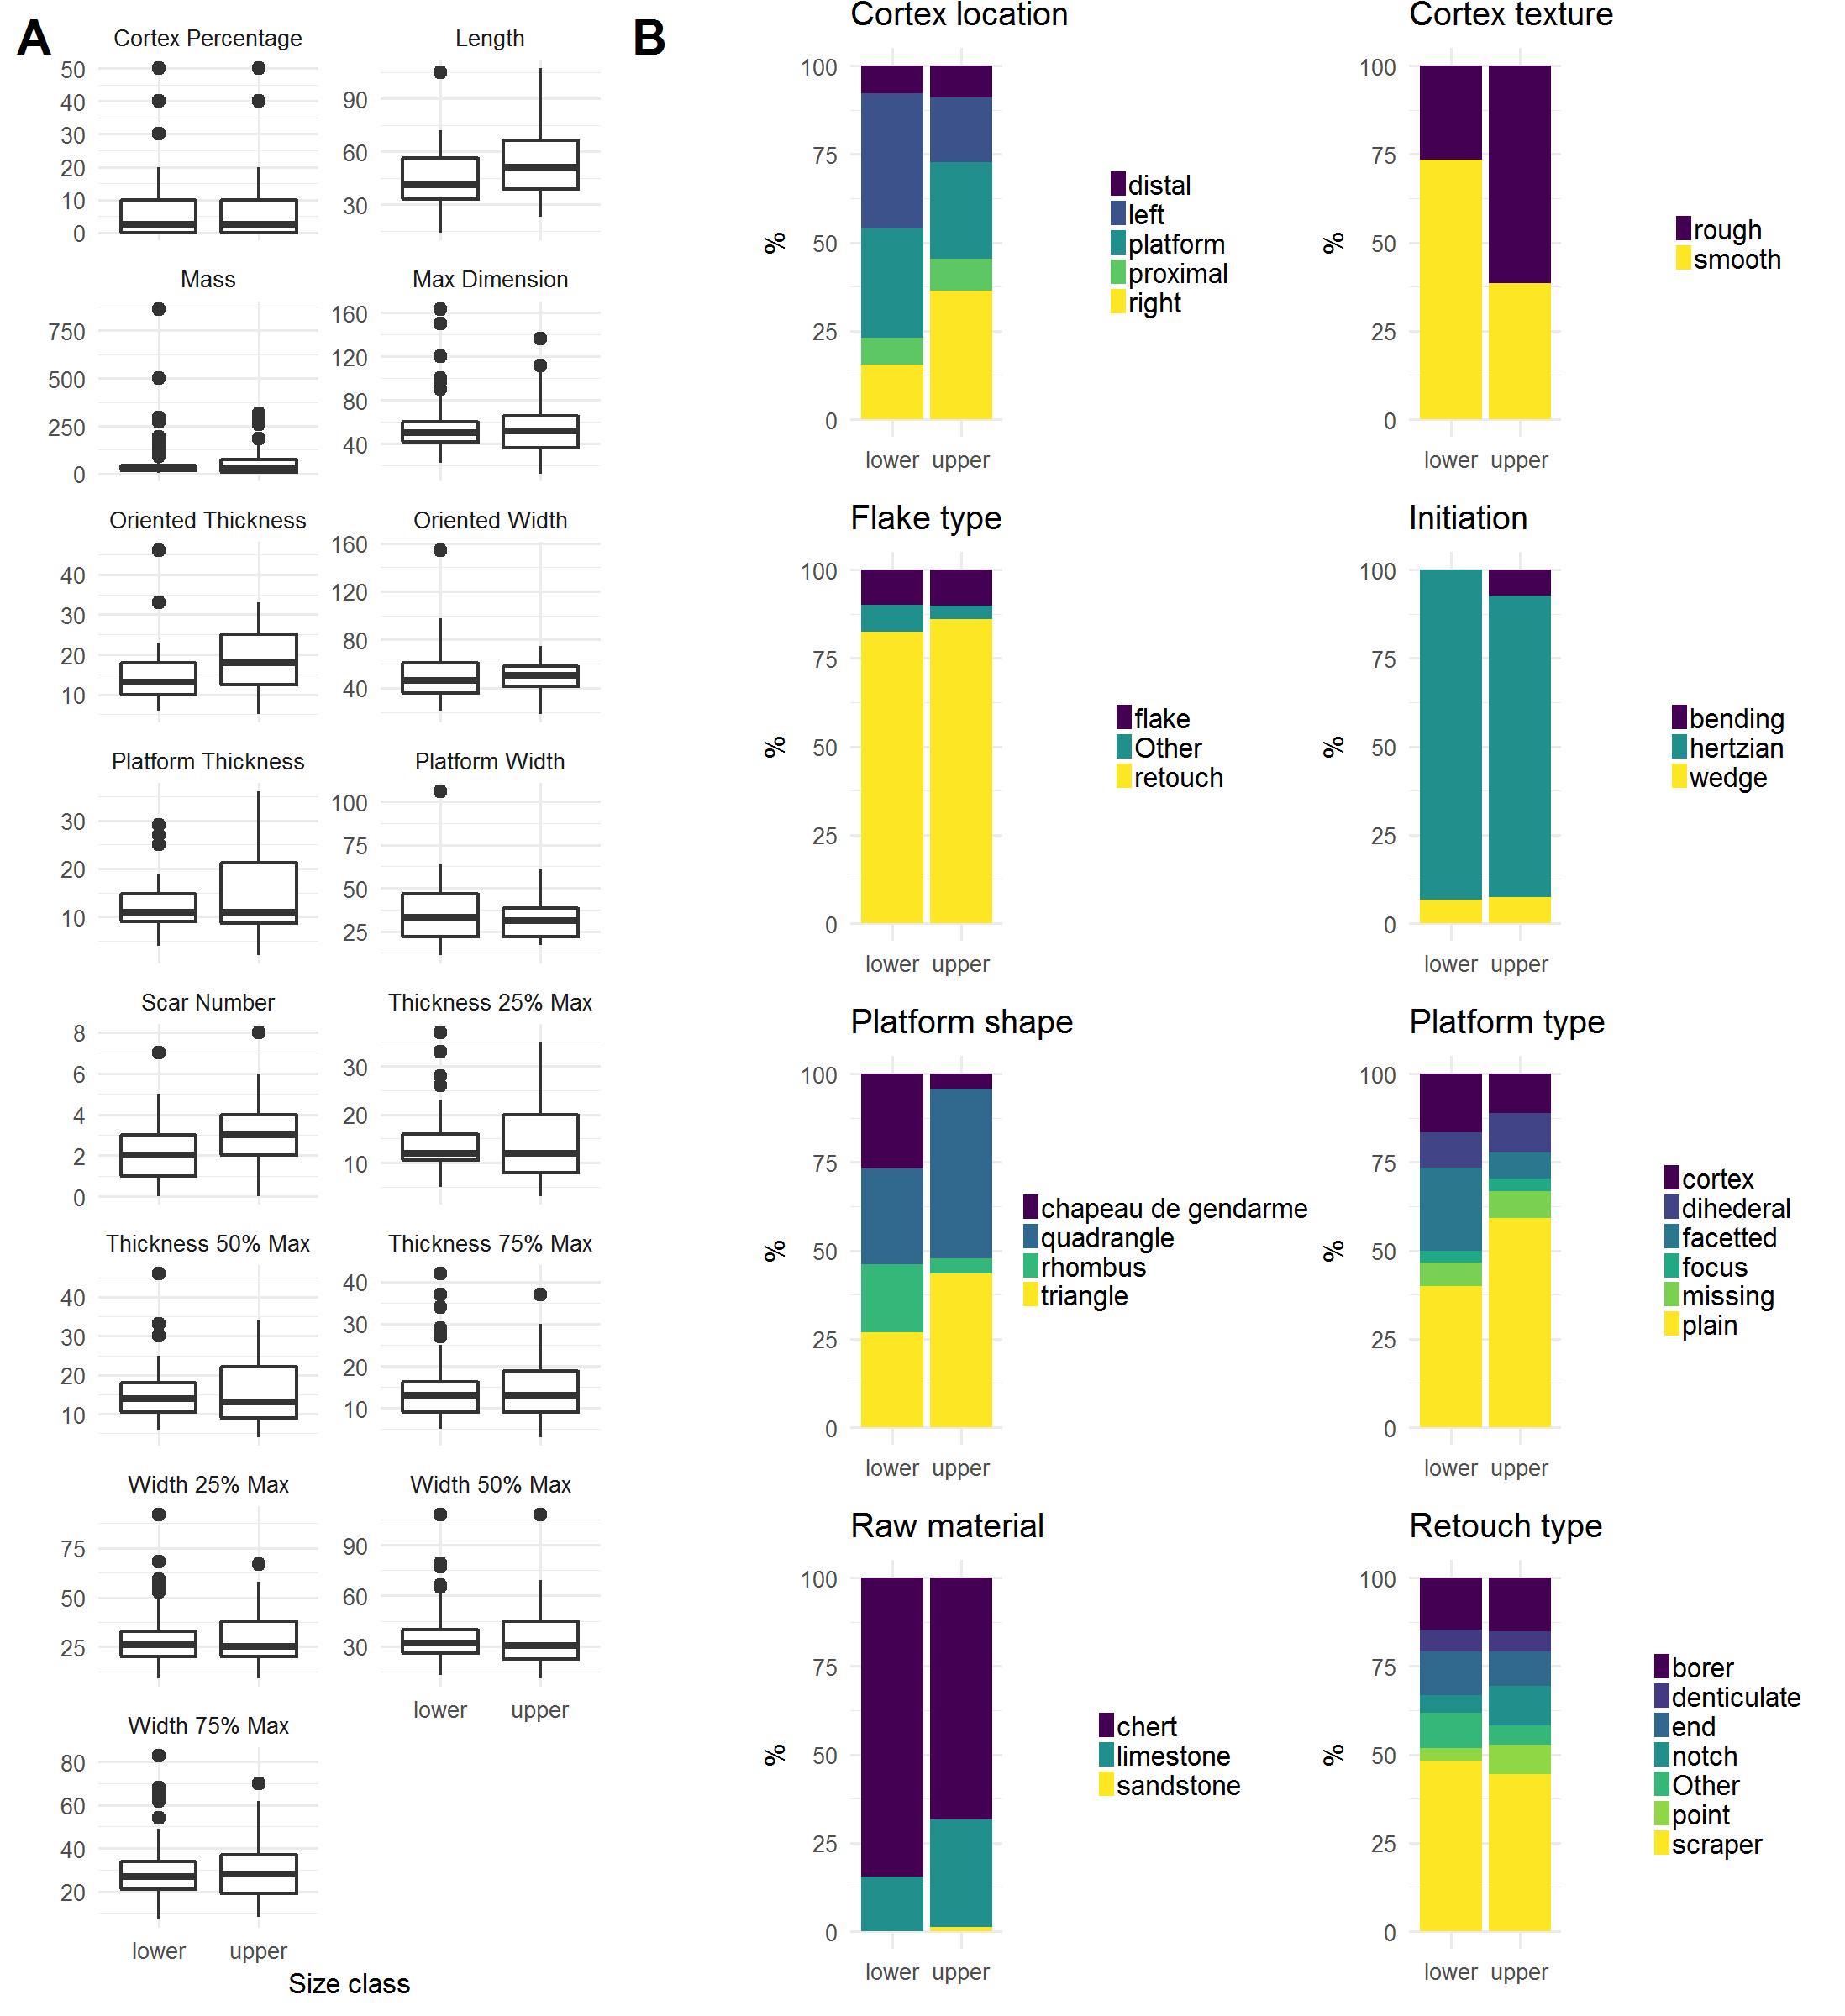 A
Cortex Percentage
Length
50
40
30
20
10
0
90
60
30
Mass
Max Dimension
750
500
250
0
160
120
80
40
Oriented Thickness
Oriented Width
40
30
20
10
160
120
80
40
Platform Thickness
Platform Width
30
20
10
100
75
50
25
Scar Number
Thickness 25% Max
8
6
4
2
0
30
20
10
Thickness 50% Max
Thickness 75% Max
40
30
20
10
40
30
20
10
Width 25% Max
Width 50% Max
75
50
25
90
60
30
lower upper
Width 75% Max
80
60
40
20
lower upper
Size class
B
Cortex location
100
75
50
25
0
%
lower upper
distal
left
platform
proximal
right
Cortex texture
100
75
50
25
0
%
lower upper
rough
smooth
Flake type
100
75
50
25
0
%
lower upper
flake
Other
retouch
Initiation
100
75
50
25
0
%
lower upper
bending
hertzian
wedge
Platform shape
100
75
50
25
0
%
lower upper
chapeau de gendarme
quadrangle
rhombus
triangle
Platform type
100
75
50
25
0
%
lower upper
cortex
dihederal
facetted
focus
missing
plain
Raw material
100
75
50
25
0
%
lower upper
chert
limestone
sandstone
Retouch type
100
75
50
25
0
%
lower upper
borer
denticulate
end
notch
Other
point
scraper